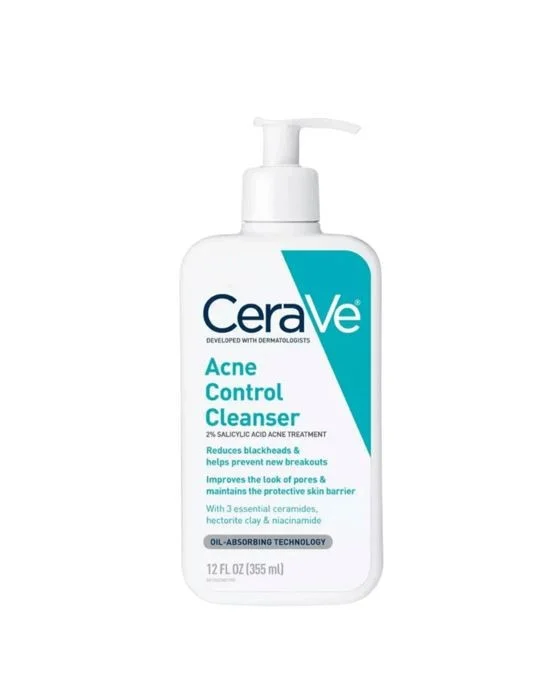 CeraVe®
DEVELOPED WITH DERMATOLOGISTS
Acne
Control
Cleanser
2% SALICYLIC ACID ACNE TREATMENT
Reduces blackheads &
helps prevent new breakouts
Improves the look of pores &
maintains the protective skin barrier
With 3 essential ceramides,
hectorite clay & niacinamide
OIL-ABSORBING TECHNOLOGY
12 FL OZ (355 ml)